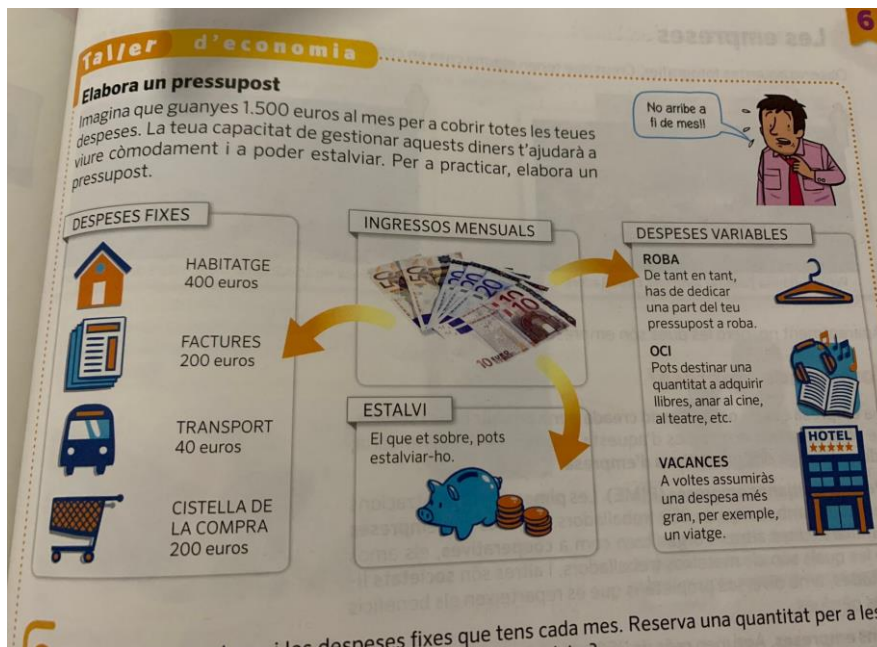 6
Taller d'economia
Elabora un pressupost
Imagina que guanyes 1.500 euros al mes per a cobrir totes les teues
despeses. La teua capacitat de gestionar aquests diners t'ajudarà a
viure còmodament i a poder estalviar. Per a practicar, elabora un
pressupost.
No arribe a
fi de mes!!
DESPESES FIXES
HABITATGE
400 euros
FACTURES
200 euros
TRANSPORT
40 euros
CISTELLA DE
LA COMPRA
200 euros
INGRESSOS MENSUALS
ESTALVI
El que et sobre, pots
estalviar-ho.
DESPESES VARIABLES
ROBA
De tant en tant,
has de dedicar
una part del teu
pressupost a roba.
OCI
Pots destinar una
quantitat a adquirir
llibres, anar al cine,
al teatre, etc.
VACANCES
A voltes assumiràs
una despesa més
gran, per exemple,
un viatge.
HOTEL
despeses fixes que tens cada mes. Reserva una quantitat per a les